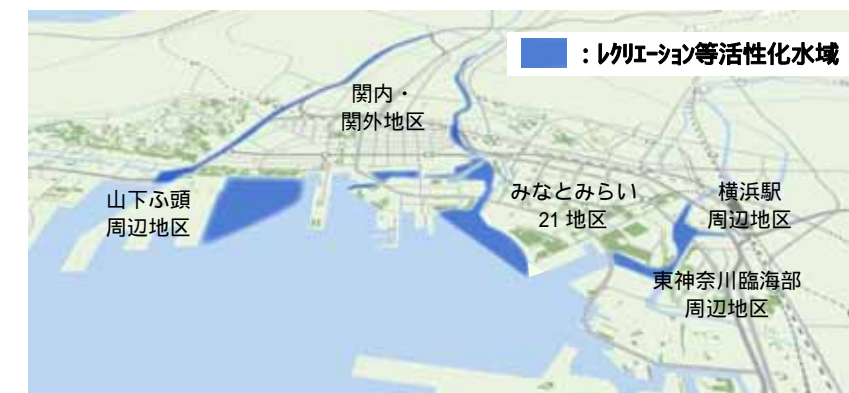 ：ﾚｸﾘｴｰｼｮﾝ等活性化水域
関内・
関外地区
山下ふ頭
周辺地区
みなとみらい
21 地区
横浜駅
周辺地区
東神奈川臨海部
周辺地区